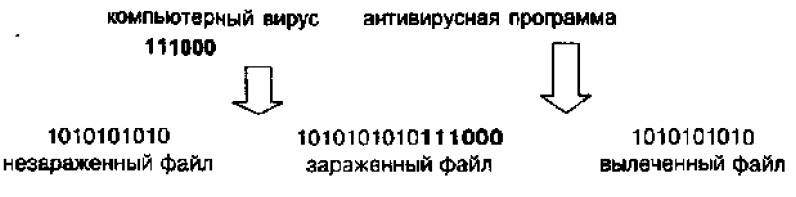 компьютерный вирус антивирусная программа
111000
1010101010 1010101010111000 1010101010
незараженный файл зараженный файл вылеченный файл